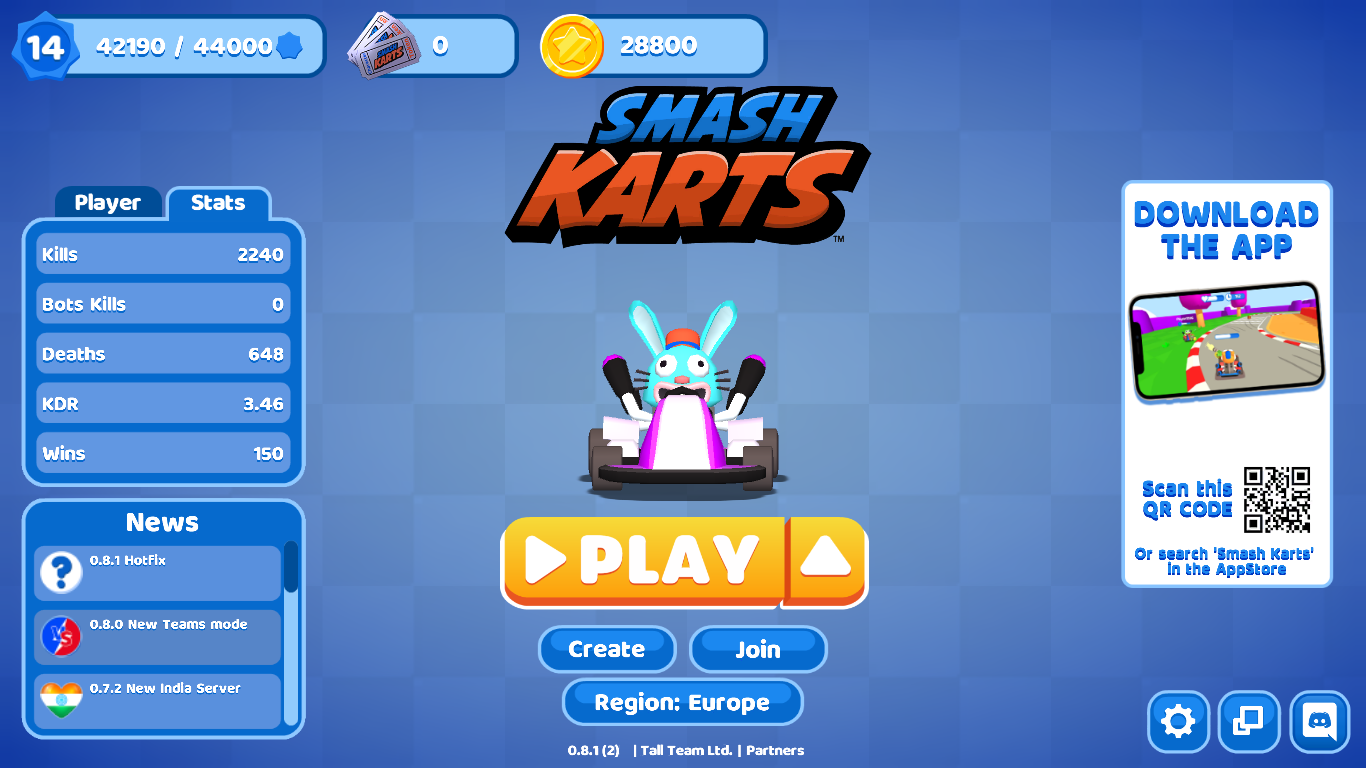 14
42190 / 44000
0
28800
SMASH
KARTS
™
Player
Stats
Kills 2240
Bots Kills 0
Deaths 648
KDR 3.46
Wins 150
News
0.8.1 HotFix
0.8.0 New Teams mode
VS
0.7.2 New India Server
PLAY
Create
Join
Region: Europe
0.8.1 (2) | Tall Team Ltd. | Partners
DOWNLOAD
THE APP
Scan this
QR CODE
Or search 'Smash Karts'
in the AppStore